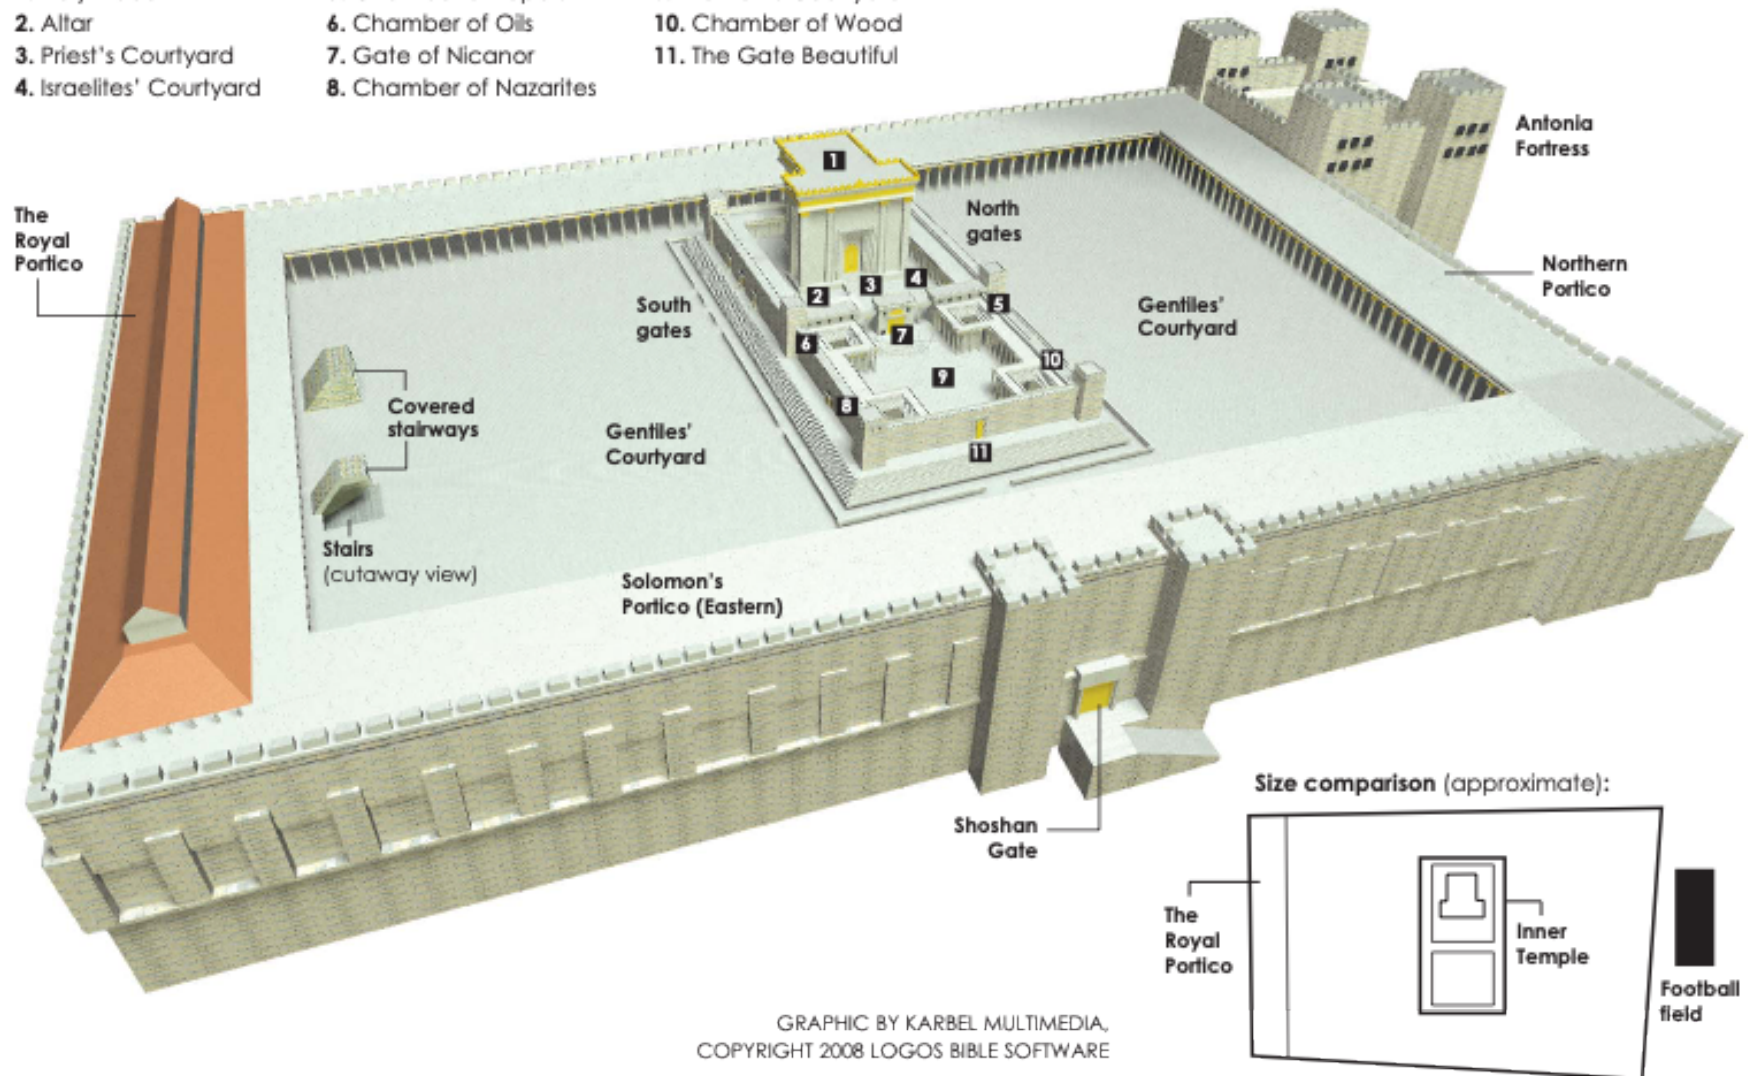 2. Altar
3. Priest's Courtyard
4. Israelites' Courtyard
6. Chamber of Oils
7. Gate of Nicanor
8. Chamber of Nazarites
10. Chamber of Wood
11. The Gate Beautiful
Antonia
Fortress
1
The
Royal
Portico
North
gates
Northern
Portico
2
3
4
5
South
gates
Gentiles'
Courtyard
6
7
10
9
8
Covered
stairways
Gentiles'
Courtyard
11
Stairs
(cutaway view)
Solomon's
Portico (Eastern)
Shoshan
Gate
Size comparison (approximate):
The
Royal
Portico
Inner
Temple
Football
field
GRAPHIC BY KARBEL MULTIMEDIA,
COPYRIGHT 2008 LOGOS BIBLE SOFTWARE